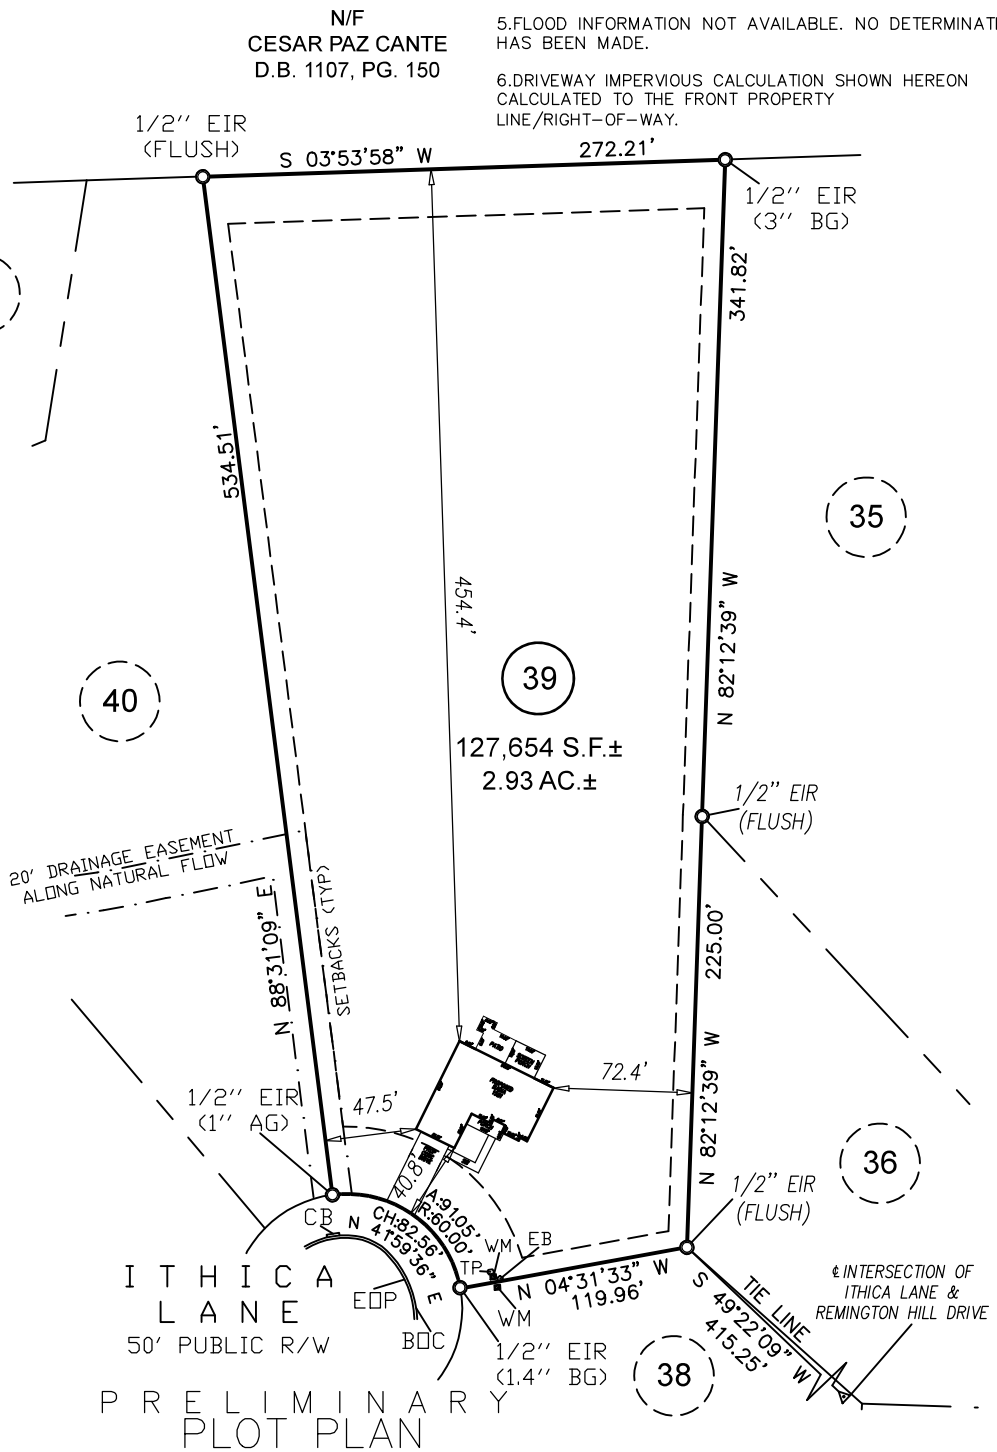 N/F
CESAR PAZ CANTE
D.B. 1107, PG. 150
5.FLOOD INFORMATION NOT AVAILABLE. NO DETERMINATI
HAS BEEN MADE.
6.DRIVEWAY IMPERVIOUS CALCULATION SHOWN HEREON
CALCULATED TO THE FRONT PROPERTY
LINE/RIGHT-OF-WAY.
1/2" EIR
(FLUSH)
S 03°53'58" W
272.21'
1/2" EIR
(3" BG)
341.82'
534.51'
35
454.4'
N 82°12'39" W
39
40
127,654 S.F.±
2.93 AC.±
1/2" EIR
(FLUSH)
20' DRAINAGE EASEMENT
ALONG NATURAL FLOW
N 88°31'09" E
SETBACKS (TYP)
225.00'
72.4'
N 82°12'39" W
1/2" EIR
(1" AG)
47.5'
40.8'
36
1/2" EIR
(FLUSH)
A:91.05'
R:60.00'
CH:82.56'
N 41°59'36" E
CB
WM
EB
TP
WM
N 04°31'33" W
119.96'
ITHICA
LANE
50' PUBLIC R/W
EOP
BOC
TIE LINE
S 49°22'09" W
415.25'
℄ INTERSECTION OF
ITHICA LANE &
REMINGTON HILL DRIVE
1/2" EIR
(1.4" BG)
38
PRELIMINARY
PLOT PLAN